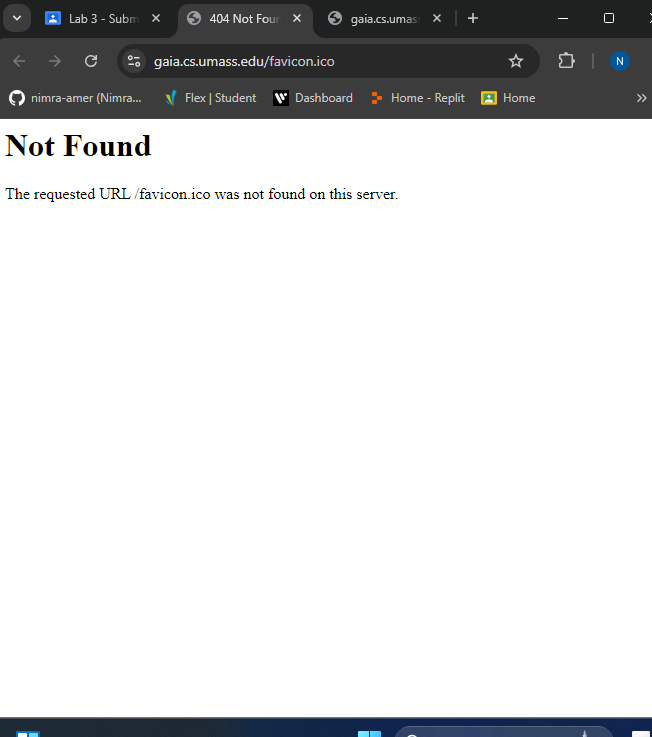 Lab 3 - Subm
404 Not Foun
gaia.cs.umas
gaia.cs.umass.edu/favicon.ico
N
nimra-amer (Nimra...
Flex | Student
Dashboard
Home - Replit
Home
Not Found
The requested URL /favicon.ico was not found on this server.